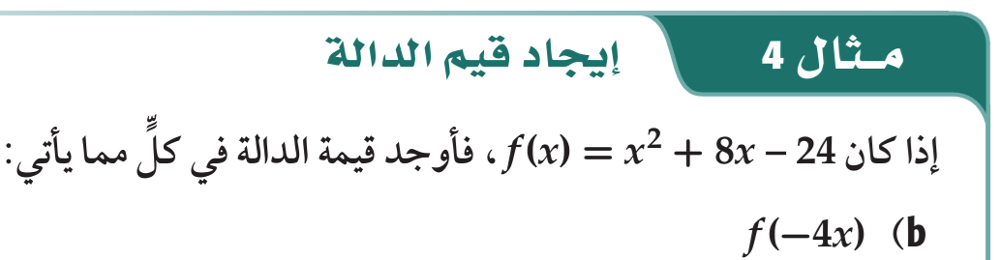 مـثال 4 إيجاد قيم الدالة
إذا كان f(x) = x² + 8x − 24 ، فأوجد قيمة الدالة في كلٍّ مما يأتي:
(b f(−4x)